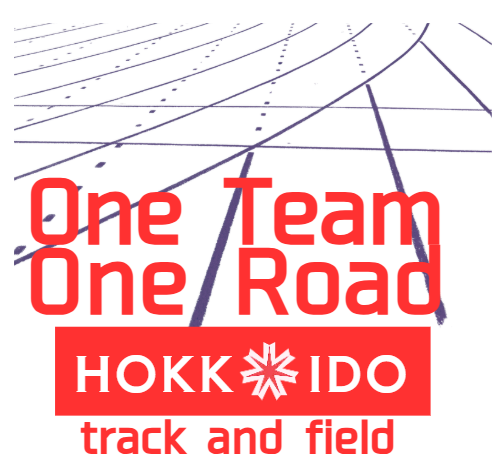 One Team
One Road
HOKKAIDO
track and field